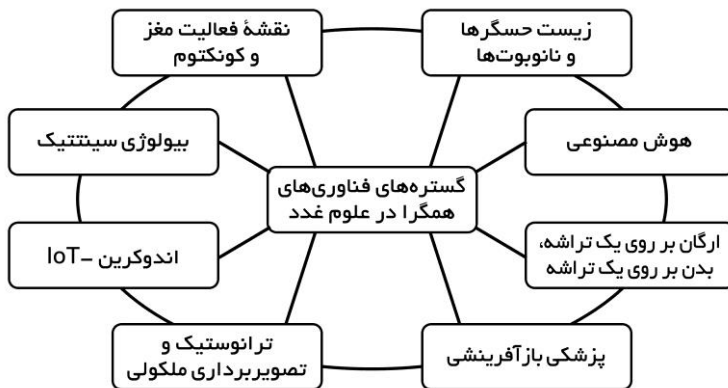 زیست حسگرها
و نانوبوت‌ها
نقشهٔ فعالیت مغز
و کونکتوم
هوش مصنوعی
بیولوژی سینتتیک
گستره‌های فناوری‌های
همگرا در علوم غدد
ارگان بر روی یک تراشه،
بدن بر روی یک تراشه
اندوکرین –IoT
پزشکی بازآفرینشی
ترانوستیک و
تصویربرداری ملکولی